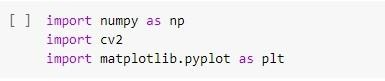 [ ] import numpy as np
import cv2
import matplotlib.pyplot as plt